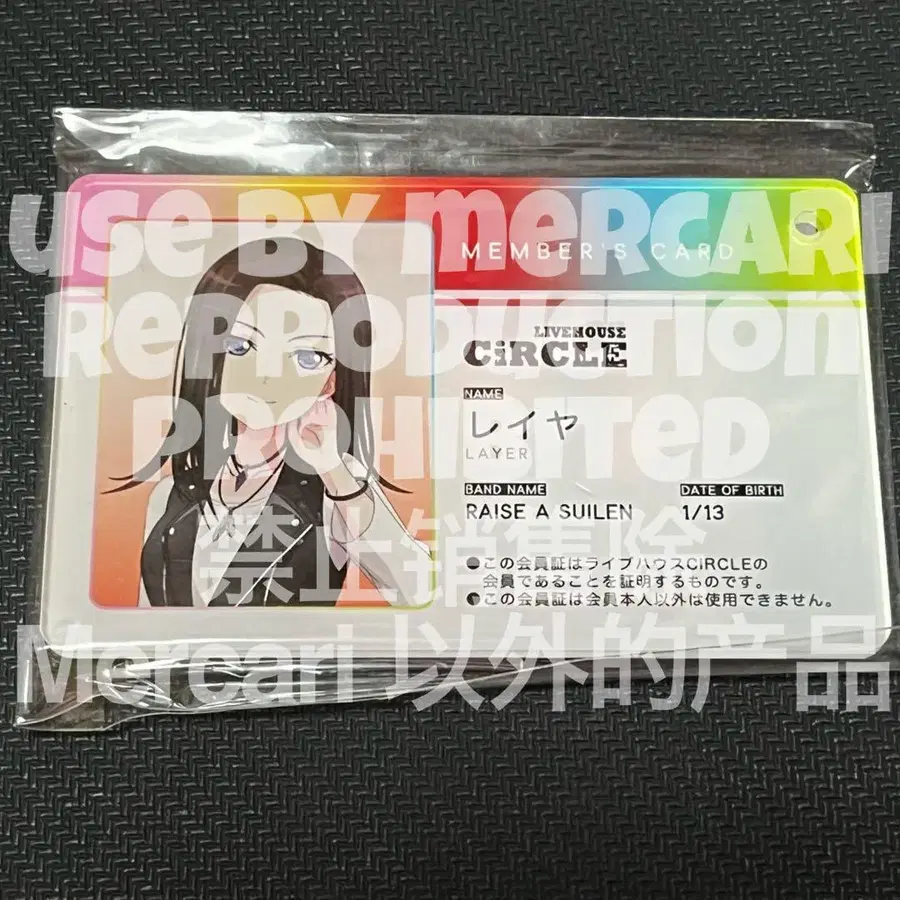 USE BY MERCARI
REPRODUCTION
PROHIBITED
禁止销售除
Mercari 以外的产品
MEMBER'S CARD
LIVEHOUSE
CiRCLE
NAME
レイヤ
LAYER
BAND NAME
RAISE A SUILEN
DATE OF BIRTH
1/13
●この会員証はライブハウスCiRCLEの
会員であることを証明するものです。
●この会員証は会員本人以外は使用できません。